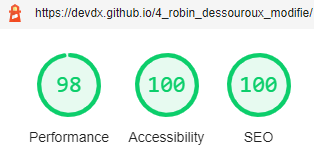 https://devdx.github.io/4_robin_dessouroux_modifie/
98 100 100
Performance Accessibility SEO